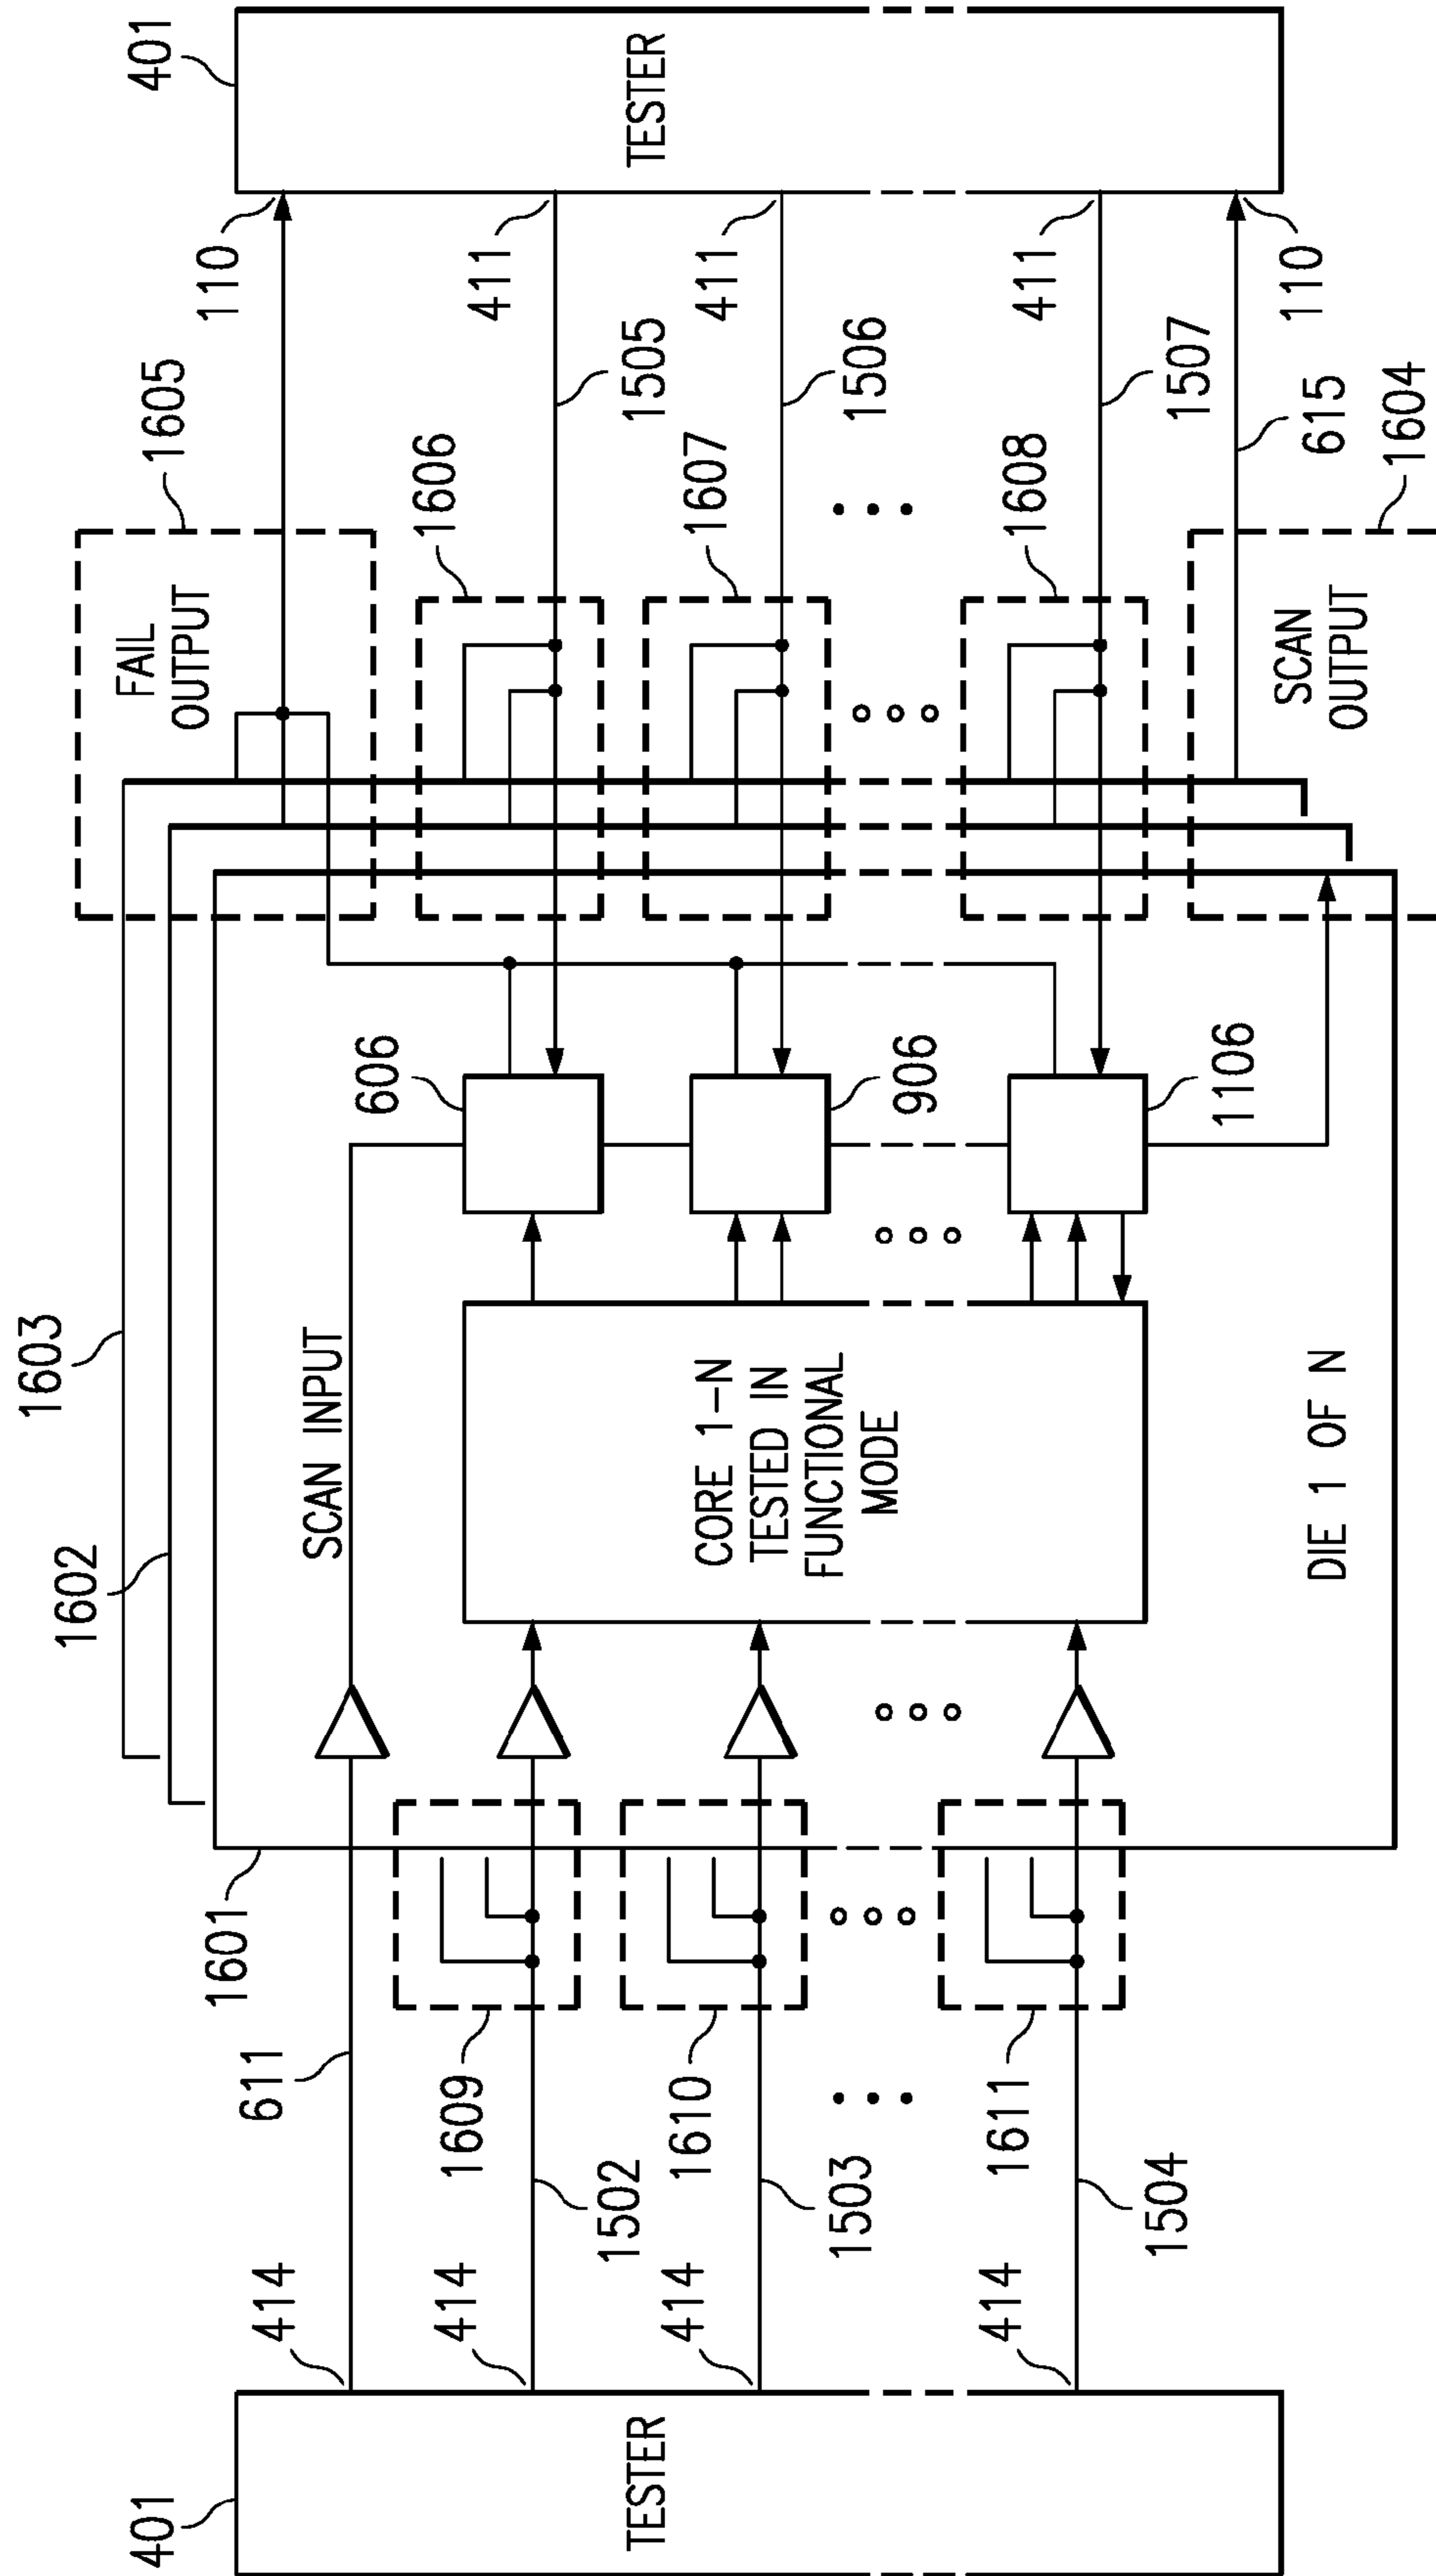 401
TESTER
110
411
411
411
110
1605
FAIL
OUTPUT
1606
1505
1607
1506
1608
1507
615
1604
SCAN
OUTPUT
606
906
1106
1603
1602
SCAN INPUT
CORE 1-N
TESTED IN
FUNCTIONAL
MODE
DIE 1 OF N
1601
611
1609
1502
1610
1503
1611
1504
414
414
414
414
401
TESTER